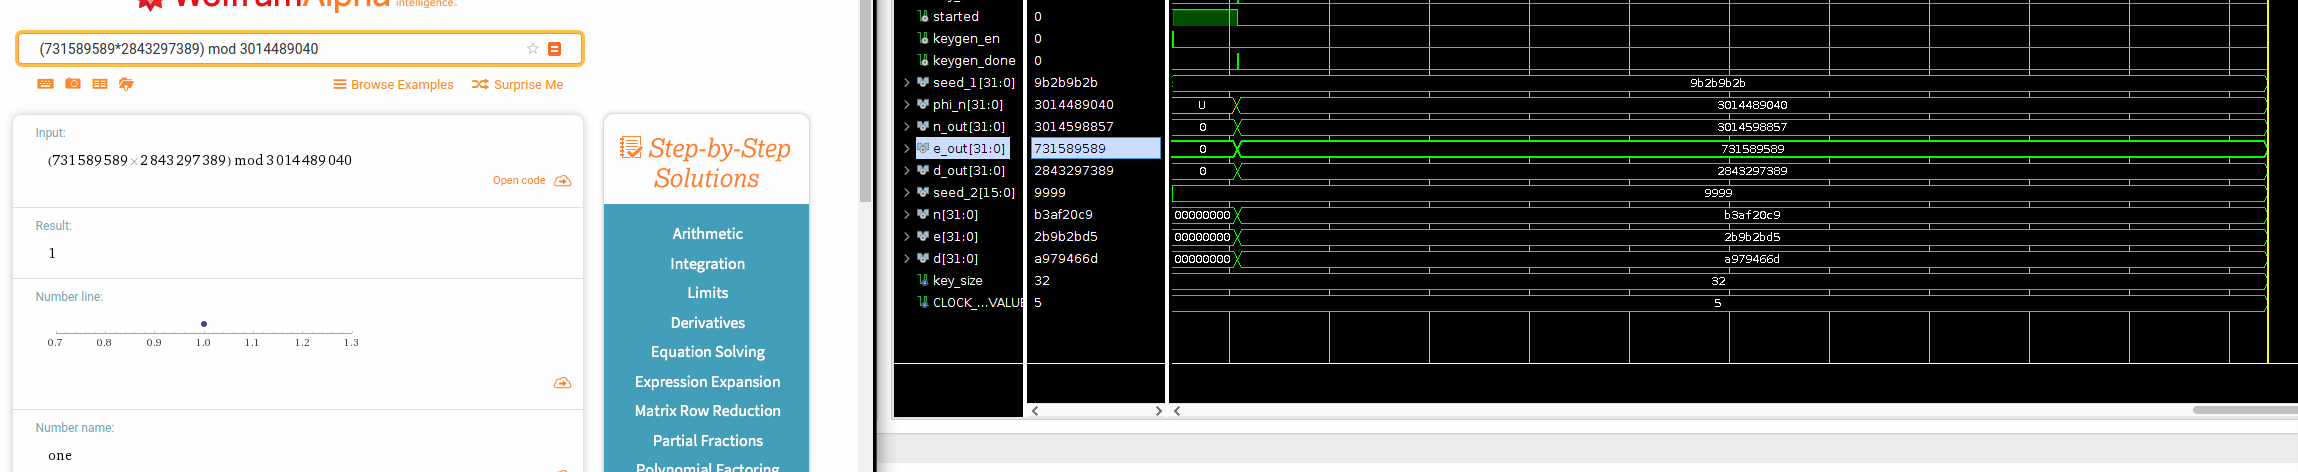 WolframAlpha intelligence.
(731589589*2843297389) mod 3014489040
Browse Examples
Surprise Me
Input:
(731589589×2843297389) mod 3014489040
Open code
Result:
1
Number line:
0.7 0.8 0.9 1.0 1.1 1.2 1.3
Number name:
one
Step-by-Step
Solutions
Arithmetic
Integration
Limits
Derivatives
Equation Solving
Expression Expansion
Matrix Row Reduction
Partial Fractions
Polynomial Factoring
started 0
keygen_en 0
keygen_done 0
seed_1[31:0] 9b2b9b2b 9b2b9b2b
phi_n[31:0] 3014489040 U 3014489040
n_out[31:0] 3014598857 0 3014598857
e_out[31:0] 731589589 0 731589589
d_out[31:0] 2843297389 0 2843297389
seed_2[15:0] 9999 9999
n[31:0] b3af20c9 00000000 b3af20c9
e[31:0] 2b9b2bd5 00000000 2b9b2bd5
d[31:0] a979466d 00000000 a979466d
key_size 32 32
CLOCK_...VALUE 5 5